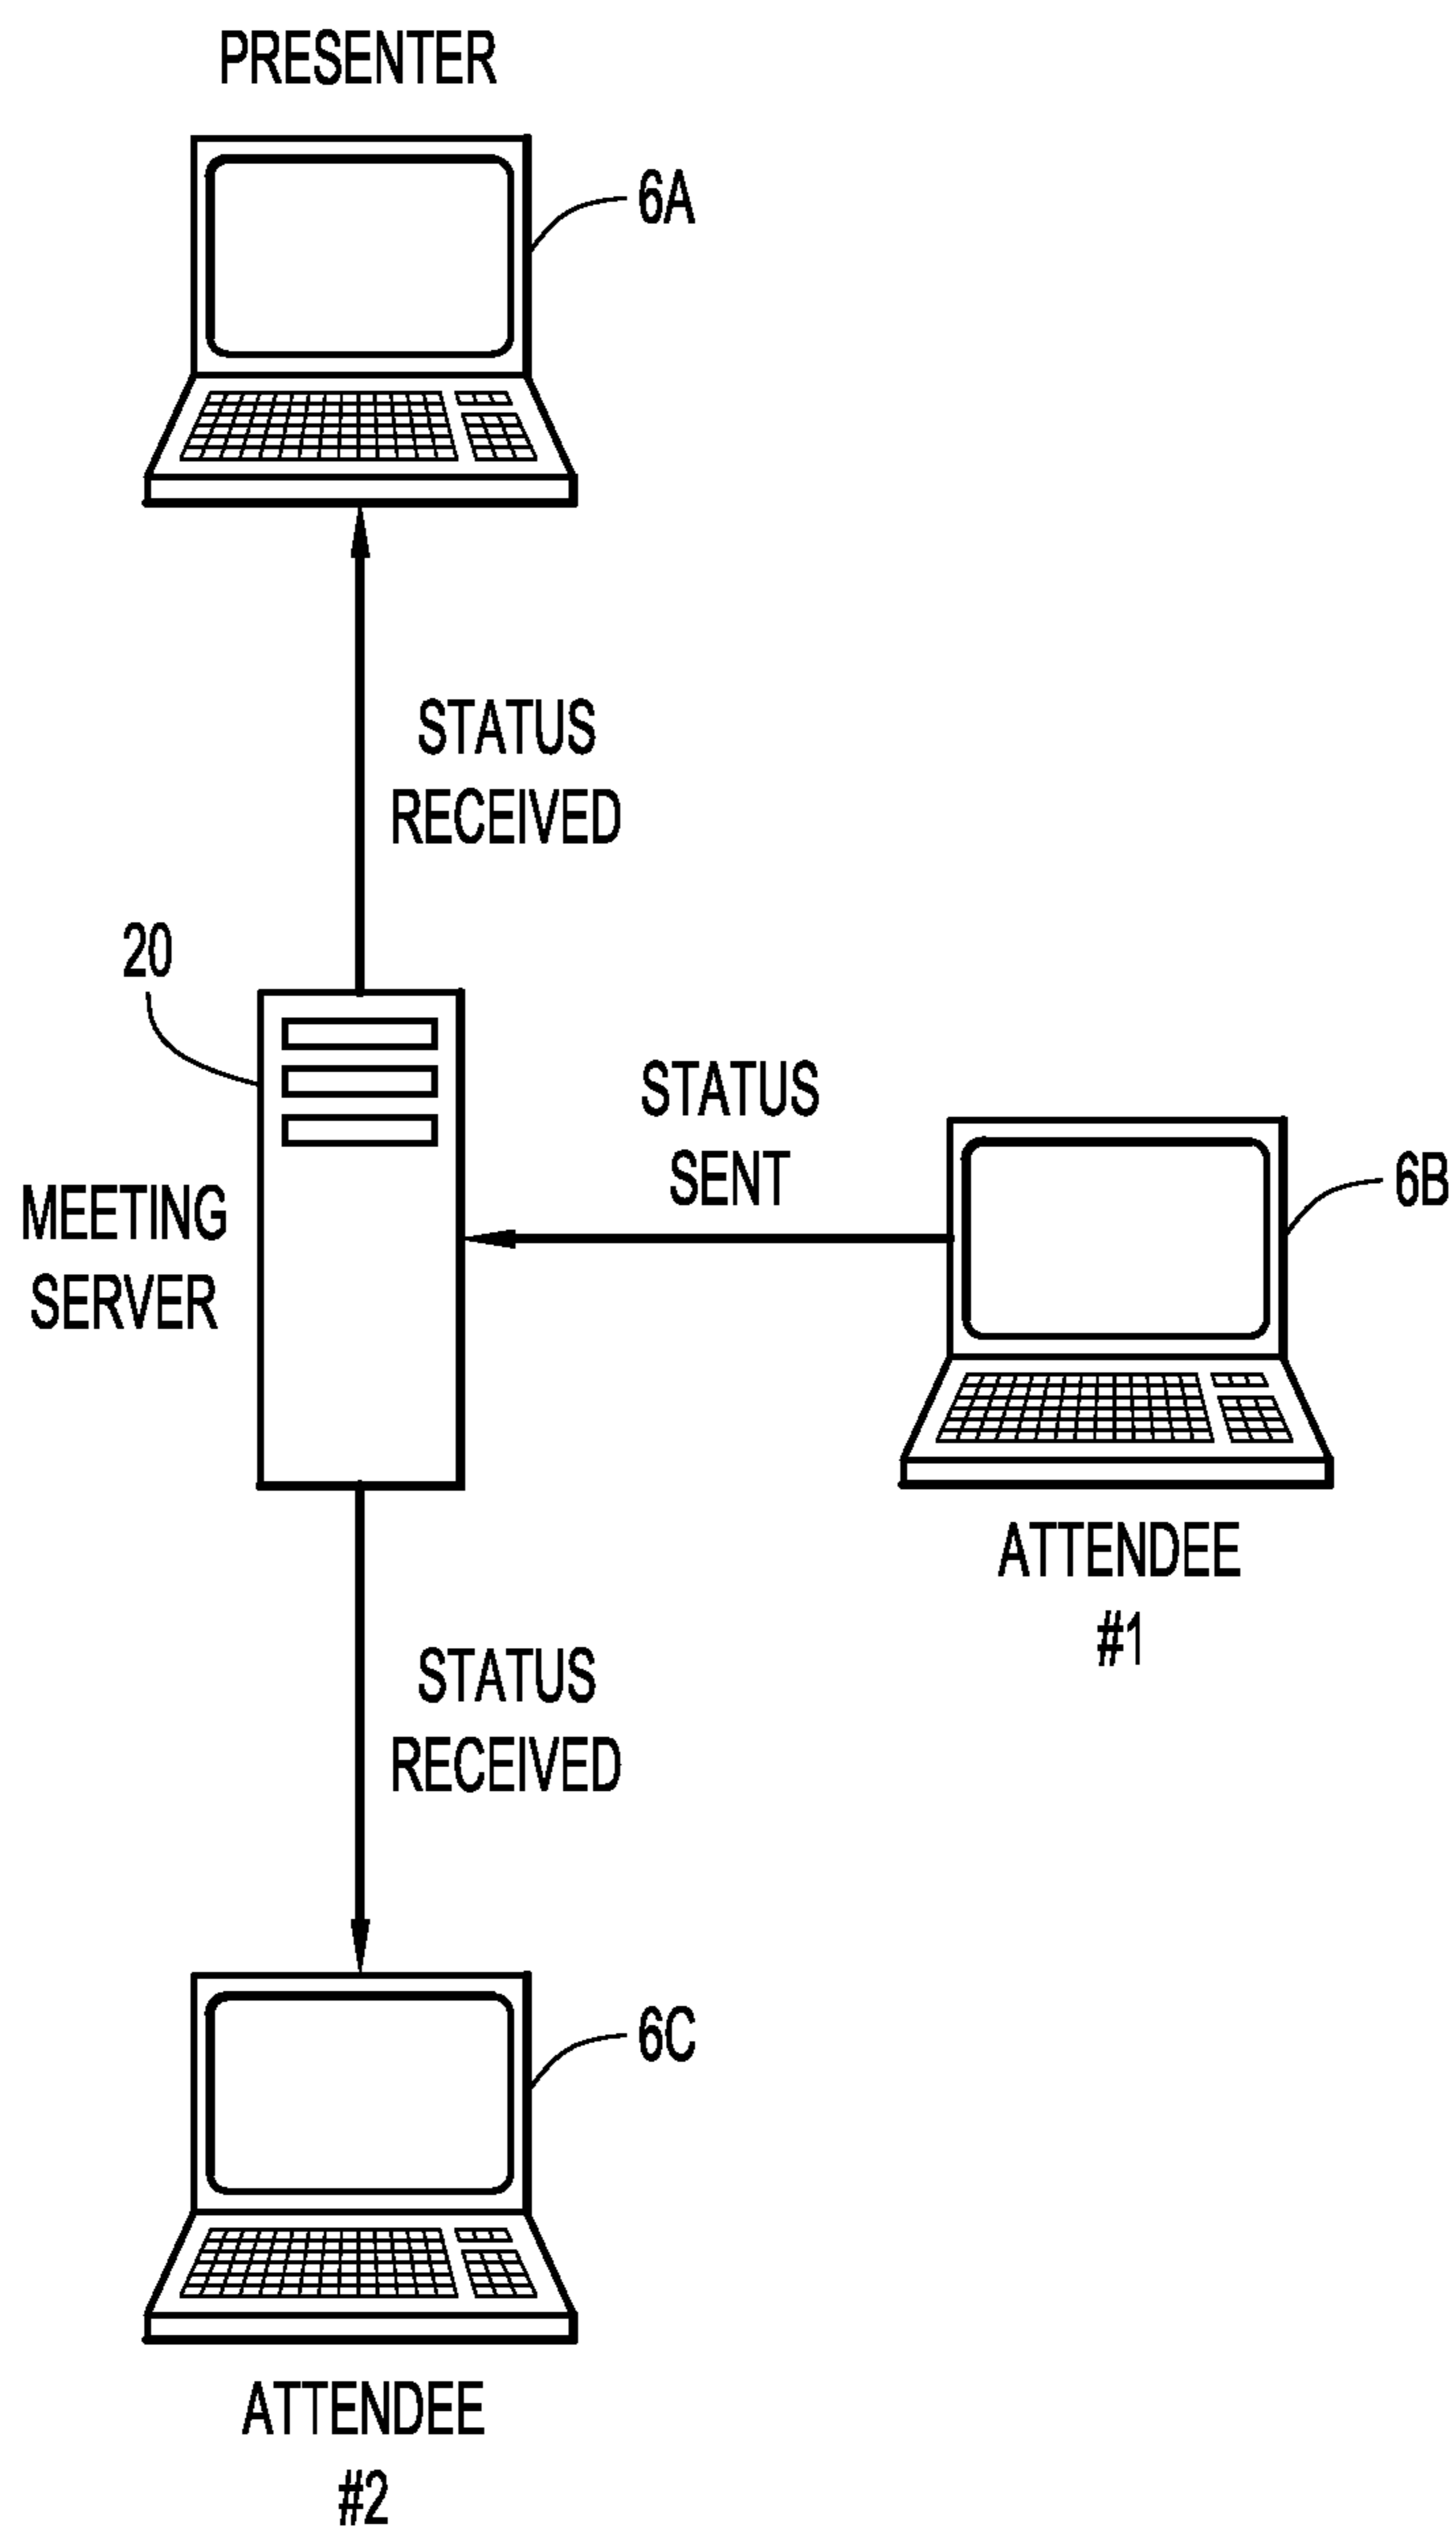 PRESENTER
6A
STATUS
RECEIVED
20
STATUS
SENT
MEETING
SERVER
6B
ATTENDEE
#1
STATUS
RECEIVED
6C
ATTENDEE
#2